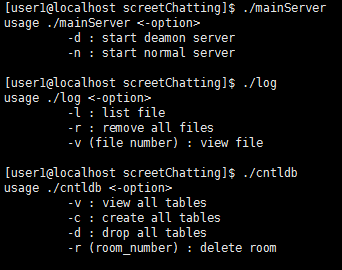 [user1@localhost screetChatting]$ ./mainServer
usage ./mainServer <-option>
-d : start deamon server
-n : start normal server
[user1@localhost screetChatting]$ ./log
usage ./log <-option>
-l : list file
-r : remove all files
-v (file number) : view file
[user1@localhost screetChatting]$ ./cntldb
usage ./cntldb <-option>
-v : view all tables
-c : create all tables
-d : drop all tables
-r (room_number) : delete room